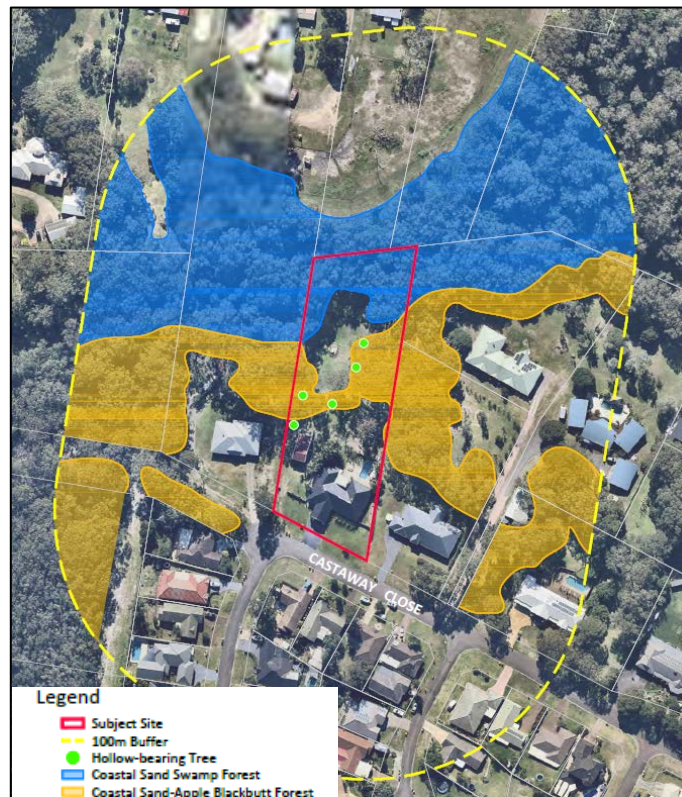 CASTAWAY CLOSE
Legend
Subject Site
100m Buffer
Hollow-bearing Tree
Coastal Sand Swamp Forest
Coastal Sand-Apple Blackbutt Forest